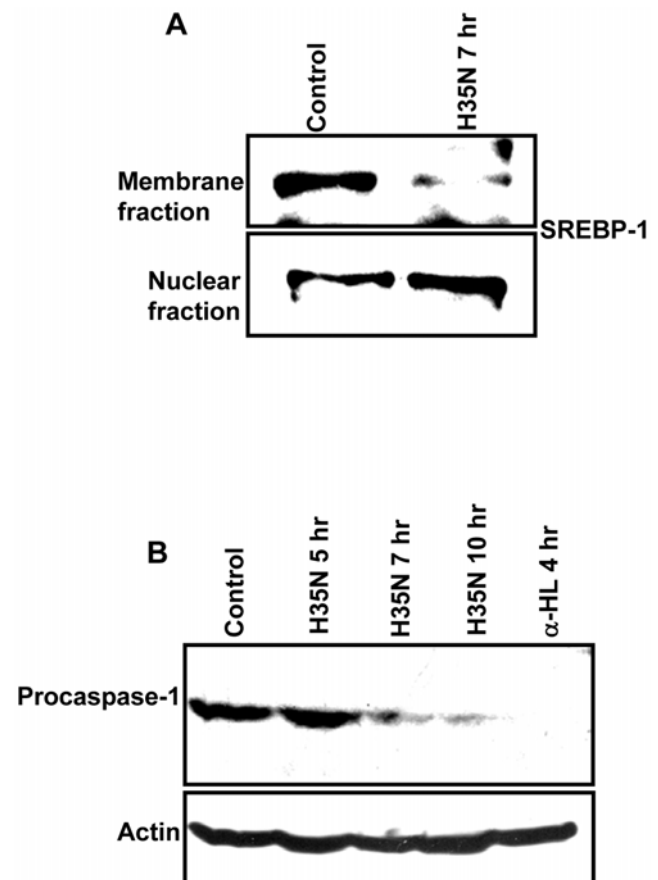 A
Control
H35N 7 hr
Membrane
fraction
SREBP-1
Nuclear
fraction
B
Control
H35N 5 hr
H35N 7 hr
H35N 10 hr
α-HL 4 hr
Procaspase-1
Actin